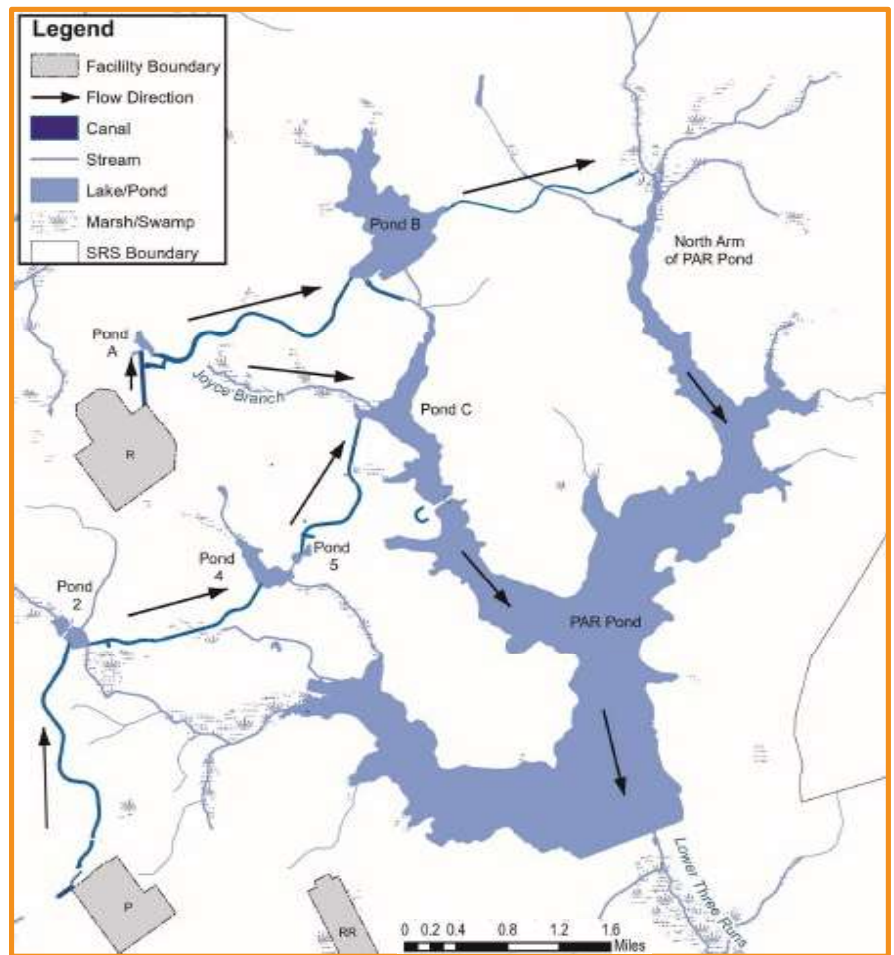 Legend
Facililty Boundary
Flow Direction
Canal
Stream
Lake/Pond
Marsh/Swamp
SRS Boundary
Pond B
North Arm
of PAR Pond
Pond
A
Joyce Branch
Pond C
R
Pond
4
Pond
5
Pond
2
PAR Pond
Lower Three Runs
P
RR
0 0.2 0.4 0.8 1.2 1.6
Miles